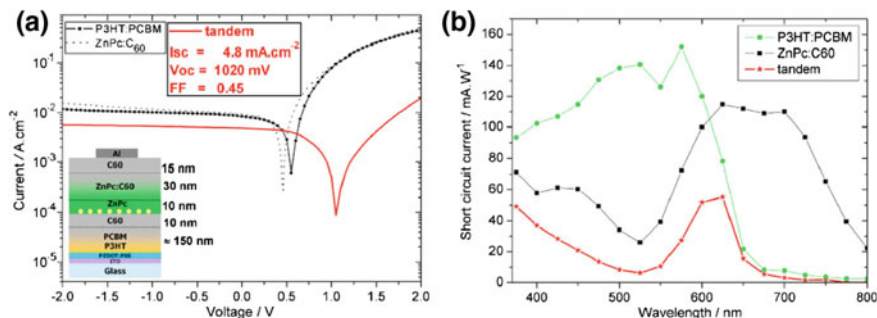 (a)
P3HT:PCBM
ZnPc:C60
tandem
Isc = 4.8 mA.cm-2
Voc = 1020 mV
FF = 0.45
Current / A.cm-2
10-1
10-2
10-3
10-4
10-5
Al
C60
15 nm
ZnPc:C60
30 nm
ZnPc
10 nm
C60
10 nm
PCBM
P3HT
≈ 150 nm
PEDOT:PSS
ITO
Glass
-2.0 -1.5 -1.0 -0.5 0.0 0.5 1.0 1.5 2.0
Voltage / V
(b)
P3HT:PCBM
ZnPc:C60
tandem
Short circuit current / mA.W-1
160
140
120
100
80
60
40
20
0
400 500 600 700 800
Wavelength / nm